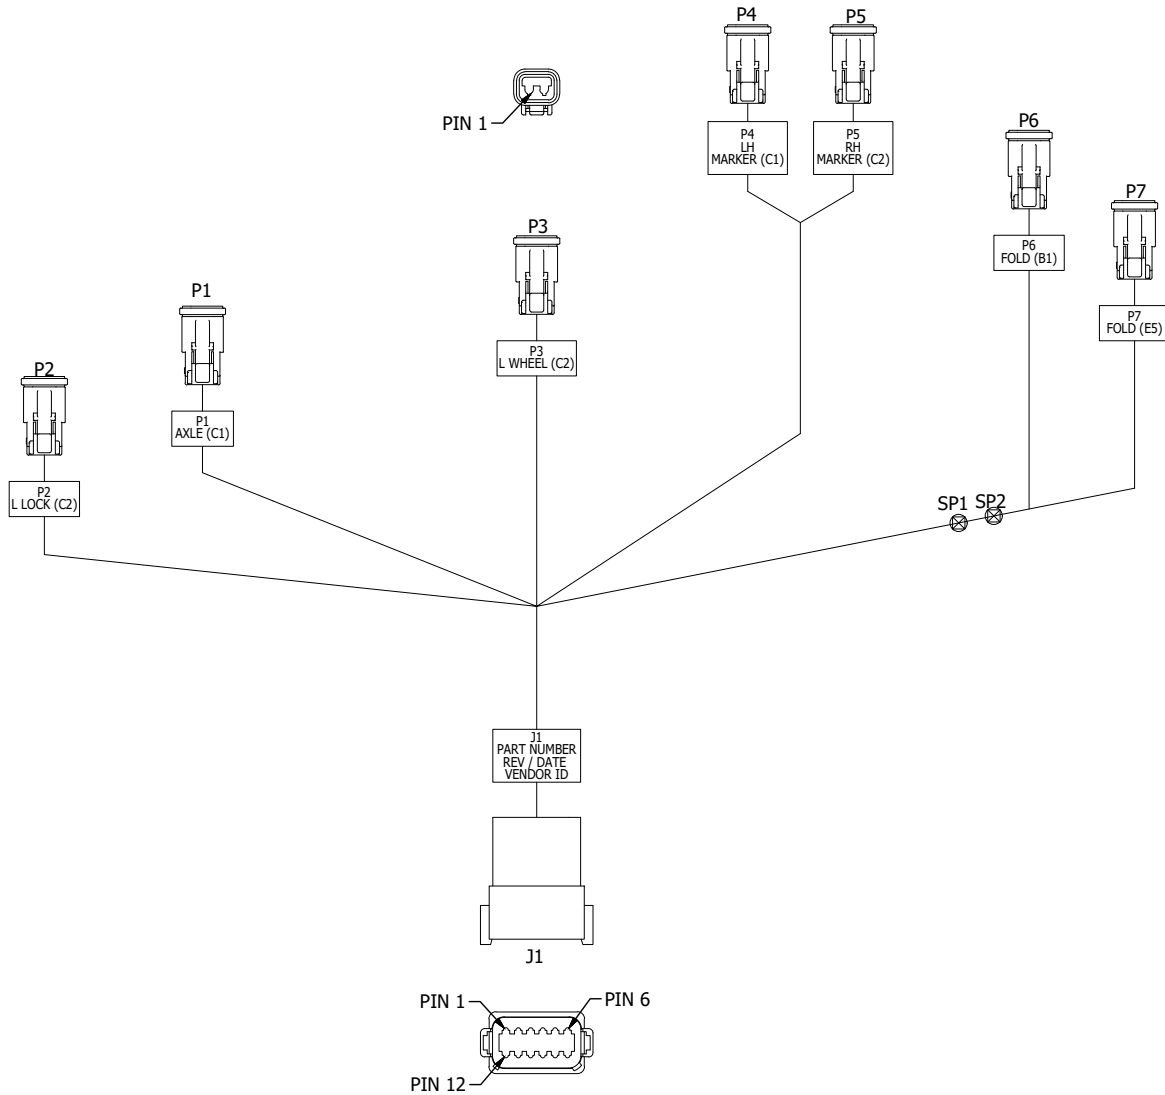 P4
P5
PIN 1
P4
LH
MARKER (C1)
P5
RH
MARKER (C2)
P6
P7
P3
P6
FOLD (B1)
P1
P7
FOLD (E5)
P3
L WHEEL (C2)
P2
P1
AXLE (C1)
P2
L LOCK (C2)
SP1
SP2
J1
PART NUMBER
REV / DATE
VENDOR ID
J1
PIN 1
PIN 6
PIN 12